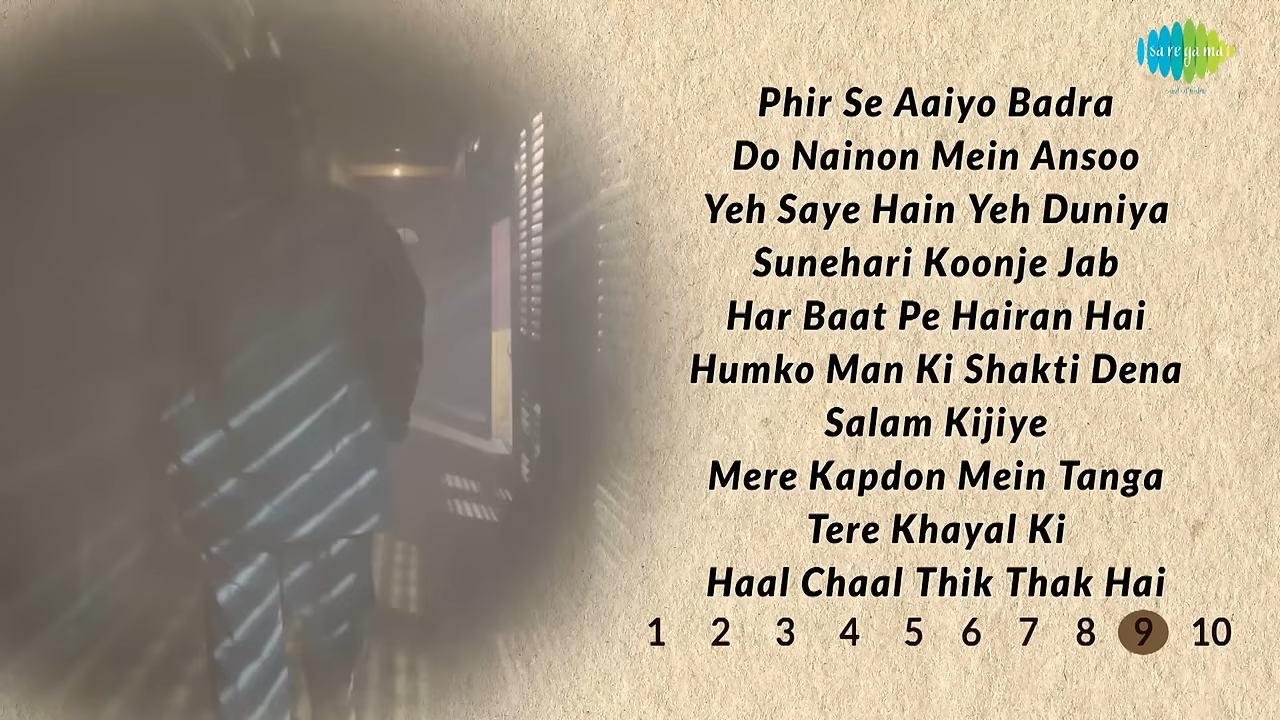 sa re ga ma
Phir Se Aaiyo Badra
Do Nainon Mein Ansoo
Yeh Saye Hain Yeh Duniya
Sunehari Koonje Jab
Har Baat Pe Hairan Hai
Humko Man Ki Shakti Dena
Salam Kijiye
Mere Kapdon Mein Tanga
Tere Khayal Ki
Haal Chaal Thik Thak Hai
1 2 3 4 5 6 7 8 9 10